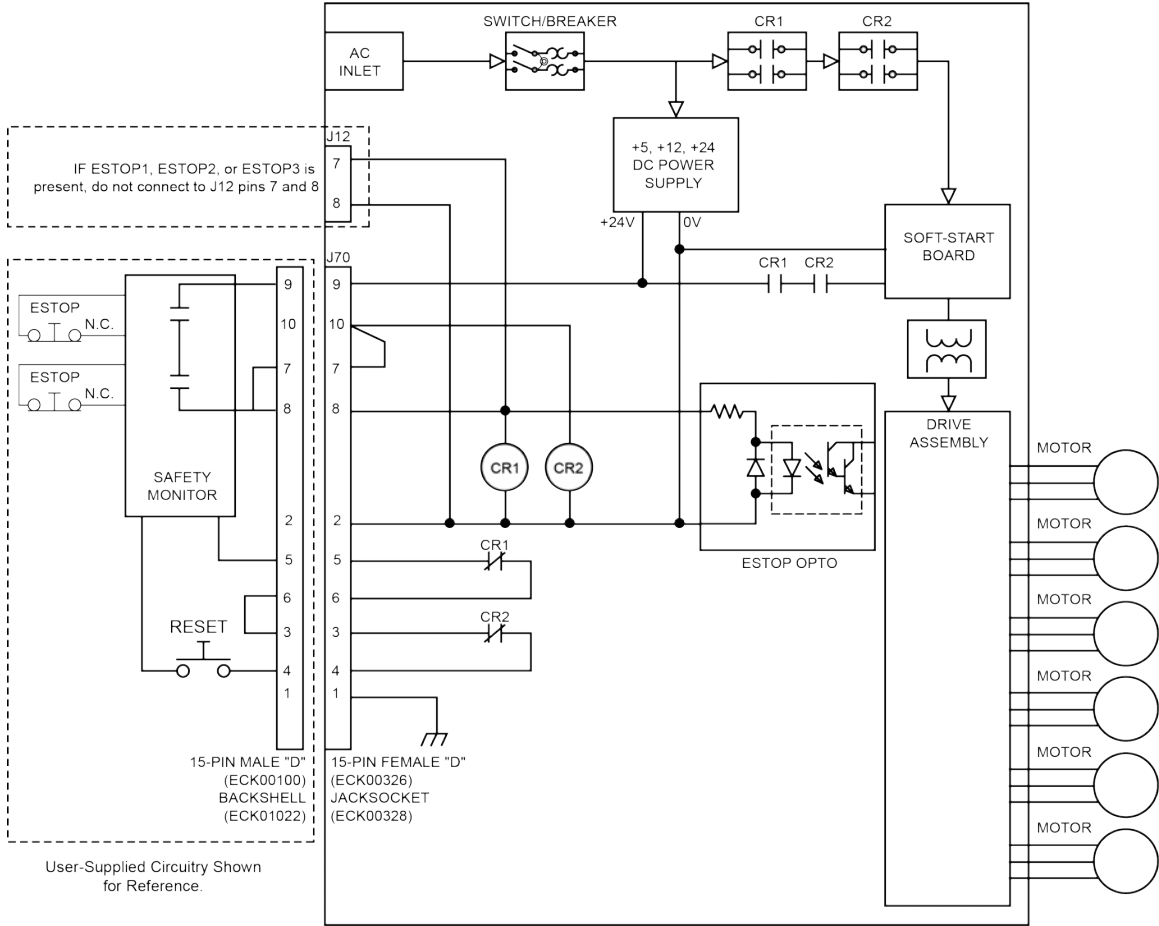 SWITCH/BREAKER
CR1
CR2
AC
INLET
J12
IF ESTOP1, ESTOP2, or ESTOP3 is
present, do not connect to J12 pins 7 and 8
7
8
+5, +12, +24
DC POWER
SUPPLY
+24V
0V
SOFT-START
BOARD
CR1
CR2
J70
ESTOP
N.C.
ESTOP
N.C.
SAFETY
MONITOR
RESET
9
10
7
8
2
5
6
3
4
1
9
10
7
8
2
5
6
3
4
1
CR1
CR2
CR1
CR2
ESTOP OPTO
DRIVE
ASSEMBLY
MOTOR
MOTOR
MOTOR
MOTOR
MOTOR
MOTOR
15-PIN MALE "D"
(ECK00100)
BACKSHELL
(ECK01022)
15-PIN FEMALE "D"
(ECK00326)
JACKSOCKET
(ECK00328)
User-Supplied Circuitry Shown
for Reference.